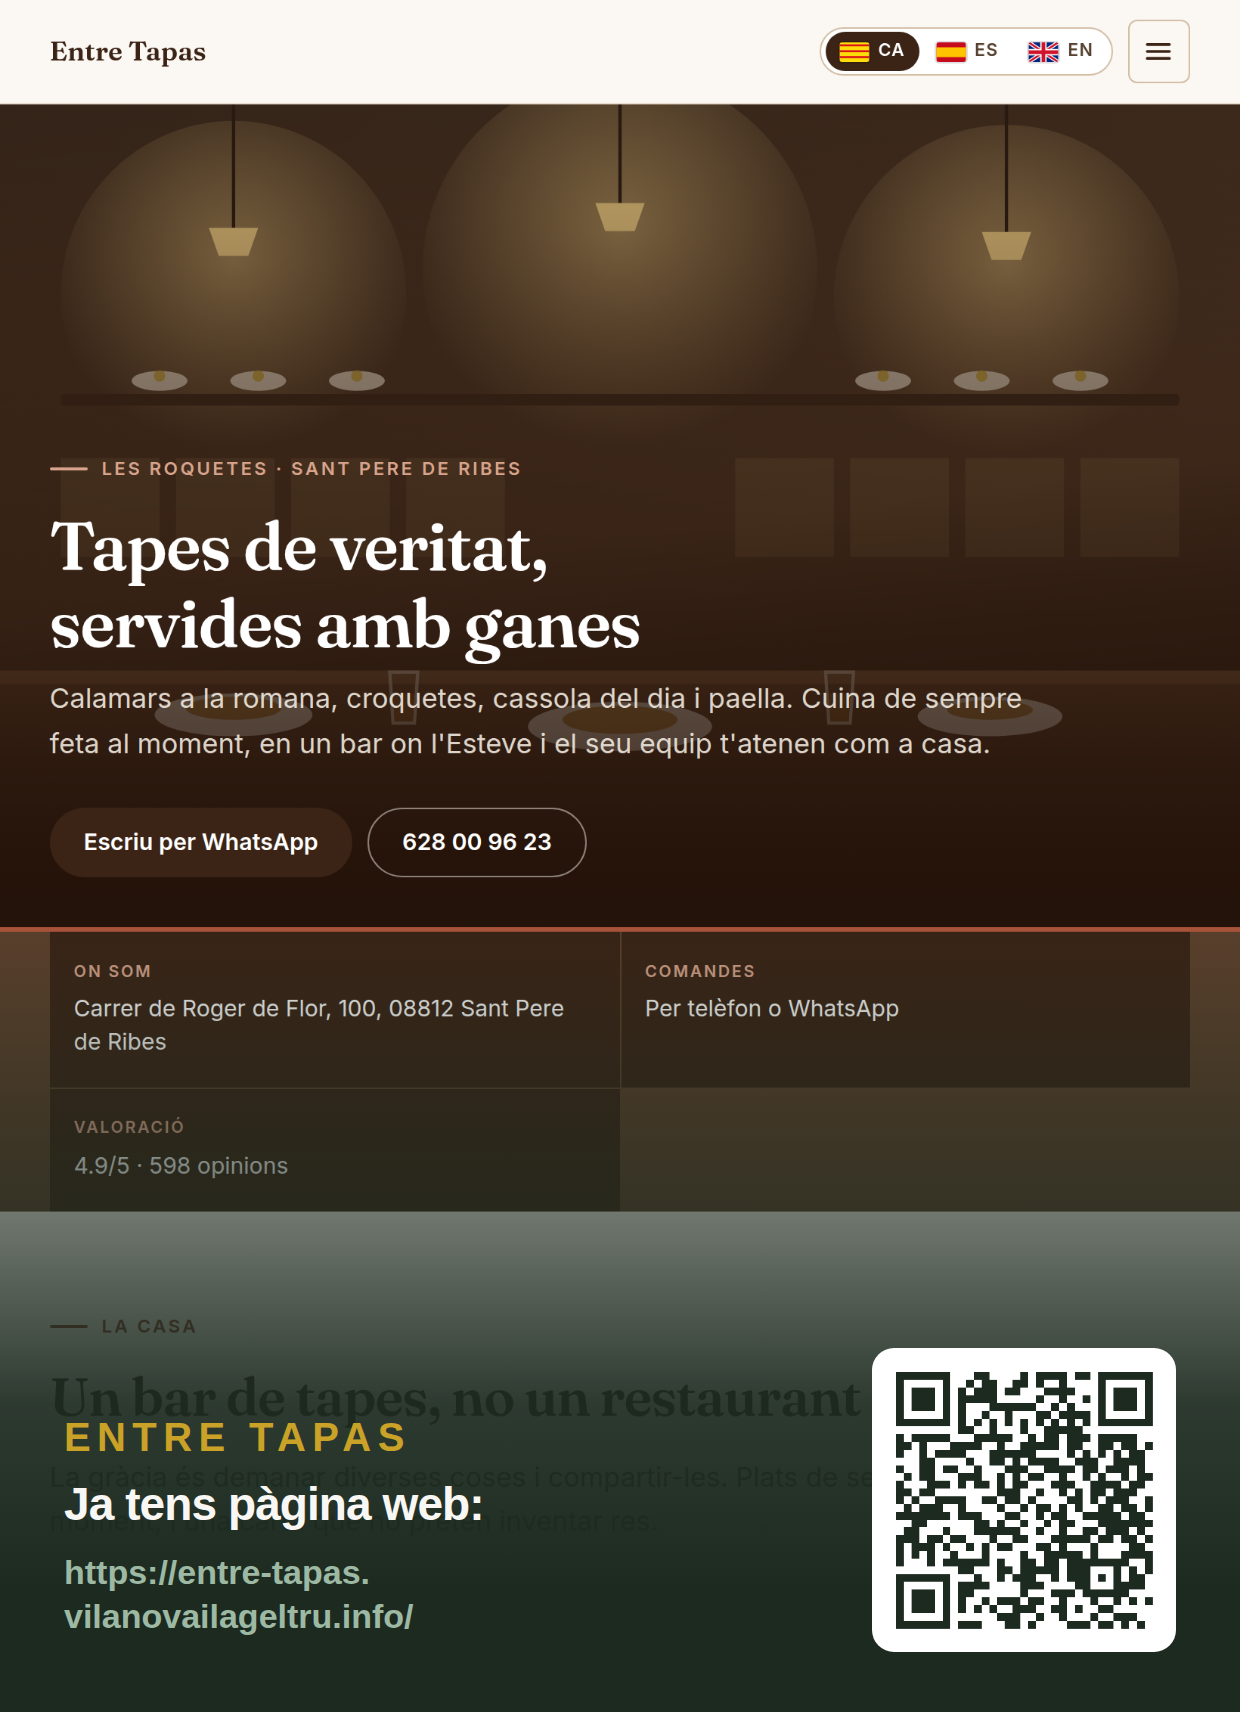 Entre Tapas
CA ES EN
LES ROQUETES · SANT PERE DE RIBES
Tapes de veritat,
servides amb ganes
Calamars a la romana, croquetes, cassola del dia i paella. Cuina de sempre
feta al moment, en un bar on l'Esteve i el seu equip t'atenen com a casa.
Escriu per WhatsApp
628 00 96 23
ON SOM
Carrer de Roger de Flor, 100, 08812 Sant Pere
de Ribes
COMANDES
Per telèfon o WhatsApp
VALORACIÓ
4.9/5 · 598 opinions
LA CASA
Un bar de tapes, no un restaurant
ENTRE TAPAS
La gràcia és demanar diverses coses i compartir-les. Plats de
Ja tens pàgina web:
que no pretén inventar res.
https://entre-tapas.
vilanovailageltru.info/